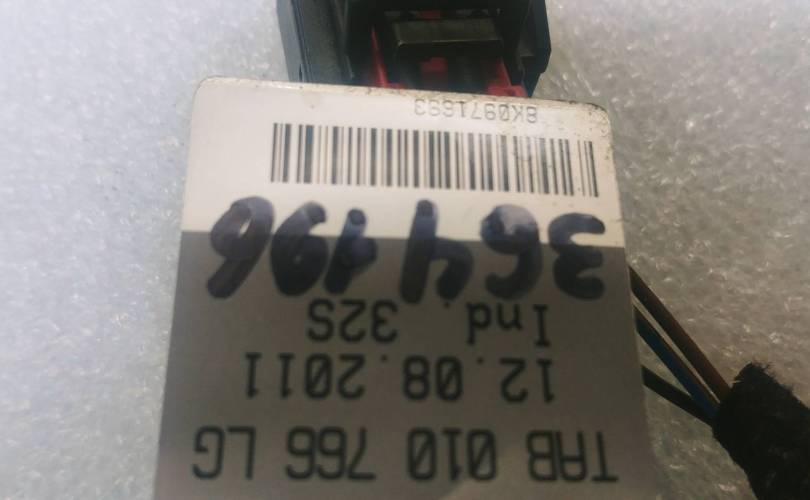 TAB 010 766 LG
12.08.2011
Ind. 32S
364196
8K0971693